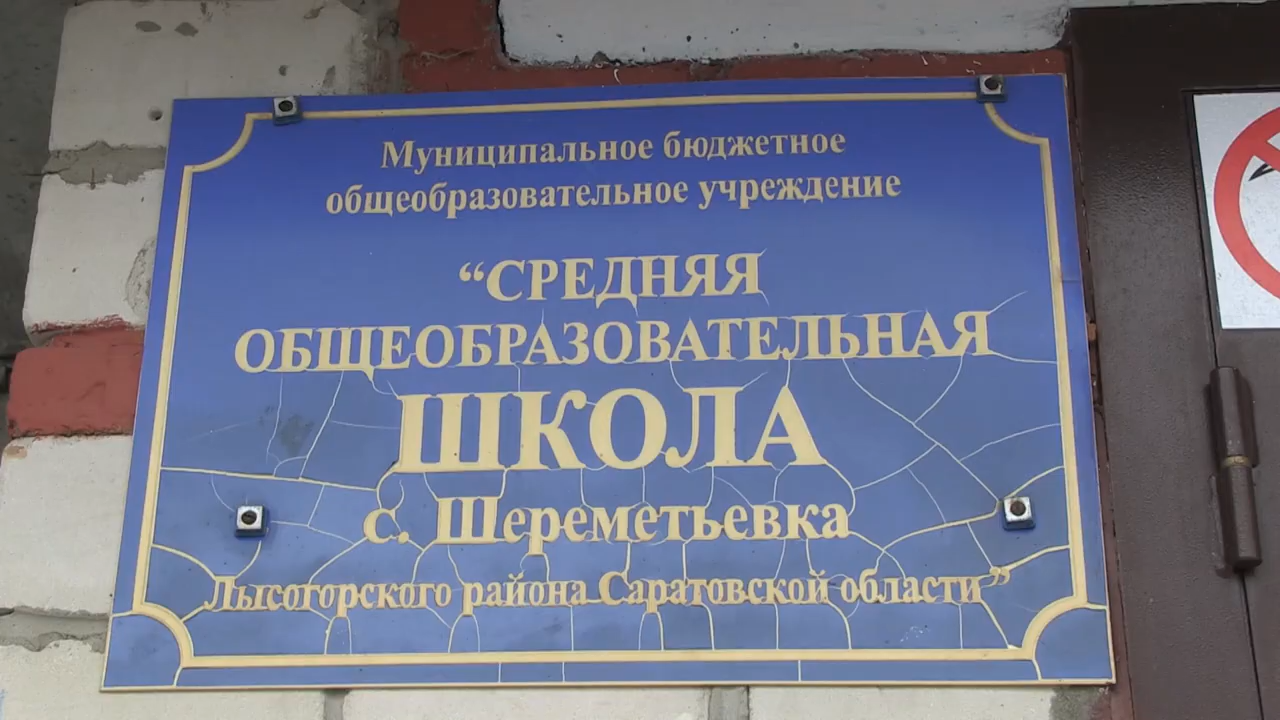 Муниципальное бюджетное
общеобразовательное учреждение
“СРЕДНЯЯ
ОБЩЕОБРАЗОВАТЕЛЬНАЯ
ШКОЛА
с. Шереметьевка
Лысогорского района Саратовской области”